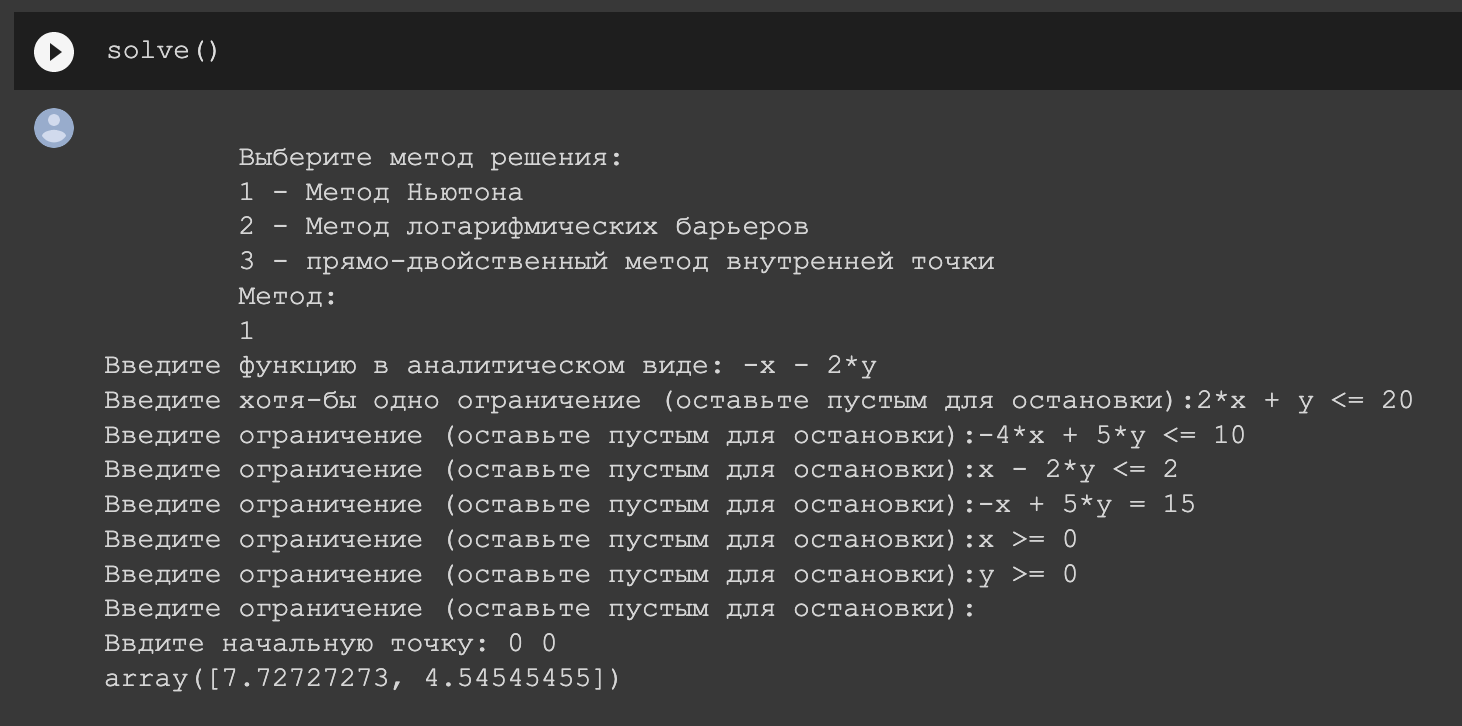 solve()
Выберите метод решения:
1 - Метод Ньютона
2 - Метод логарифмических барьеров
3 - прямо-двойственный метод внутренней точки
Метод:
1
Введите функцию в аналитическом виде: -x - 2*y
Введите хотя-бы одно ограничение (оставьте пустым для остановки):2*x + y <= 20
Введите ограничение (оставьте пустым для остановки):-4*x + 5*y <= 10
Введите ограничение (оставьте пустым для остановки):x - 2*y <= 2
Введите ограничение (оставьте пустым для остановки):-x + 5*y = 15
Введите ограничение (оставьте пустым для остановки):x >= 0
Введите ограничение (оставьте пустым для остановки):y >= 0
Введите ограничение (оставьте пустым для остановки):
Ввдите начальную точку: 0 0
array([7.72727273, 4.54545455])